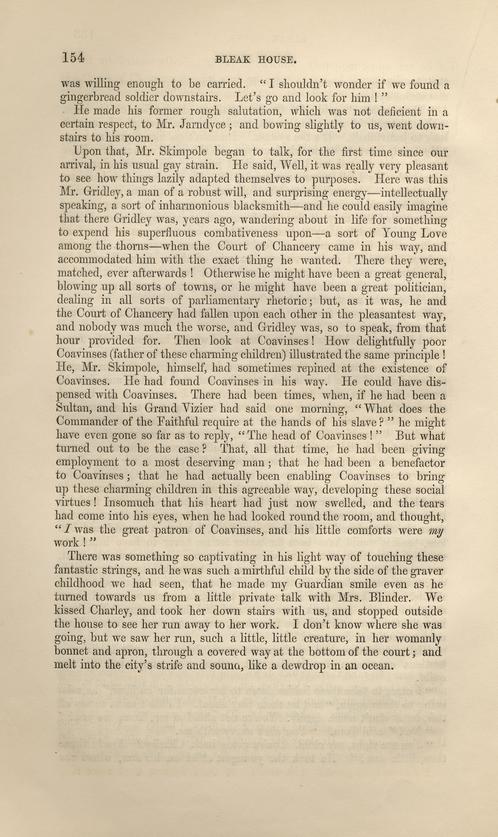 154 BLEAK HOUSE.
was willing enough to be carried. "I shouldn't wonder if we found a
gingerbread soldier downstairs. Let's go and look for him!"
He made his former rough salutation, which was not deficient in a
certain respect, to Mr. Jarndyce; and bowing slightly to us, went down-
stairs to his room.
Upon that, Mr. Skimpole began to talk, for the first time since our
arrival, in his usual gay strain. He said, Well, it was really very pleasant
to see how things lazily adapted themselves to purposes. Here was this
Mr. Gridley, a man of a robust will, and surprising energy—intellectually
speaking, a sort of inharmonious blacksmith—and he could easily imagine
that there Gridley was, years ago, wandering about in life for something
to expend his superfluous combativeness upon—a sort of Young Love
among the thorns—when the Court of Chancery came in his way, and
accommodated him with the exact thing he wanted. There they were,
matched, ever afterwards! Otherwise he might have been a great general,
blowing up all sorts of towns, or he might have been a great politician,
dealing in all sorts of parliamentary rhetoric; but, as it was, he and
the Court of Chancery had fallen upon each other in the pleasantest way,
and nobody was much the worse, and Gridley was, so to speak, from that
hour provided for. Then look at Coavinses! How delightfully poor
Coavinses (father of these charming children) illustrated the same principle!
He, Mr. Skimpole, himself, had sometimes repined at the existence of
Coavinses. He had found Coavinses in his way. He could have dis-
pensed with Coavinses. There had been times, when, if he had been a
Sultan, and his Grand Vizier had said one morning, "What does the
Commander of the Faithful require at the hands of his slave?" he might
have even gone so far as to reply, "The head of Coavinses!" But what
turned out to be the case? That, all that time, he had been giving
employment to a most deserving man; that he had been a benefactor
to Coavinses; that he had actually been enabling Coavinses to bring
up these charming children in this agreeable way, developing these social
virtues! Insomuch that his heart had just now swelled, and the tears
had come into his eyes, when he had looked round the room, and thought,
"I was the great patron of Coavinses, and his little comforts were my
work!"
There was something so captivating in his light way of touching these
fantastic strings, and he was such a mirthful child by the side of the graver
childhood we had seen, that he made my Guardian smile even as he
turned towards us from a little private talk with Mrs. Blinder. We
kissed Charley, and took her down stairs with us, and stopped outside
the house to see her run away to her work. I don't know where she was
going, but we saw her run, such a little, little creature, in her womanly
bonnet and apron, through a covered way at the bottom of the court; and
melt into the city's strife and sound, like a dewdrop in an ocean.